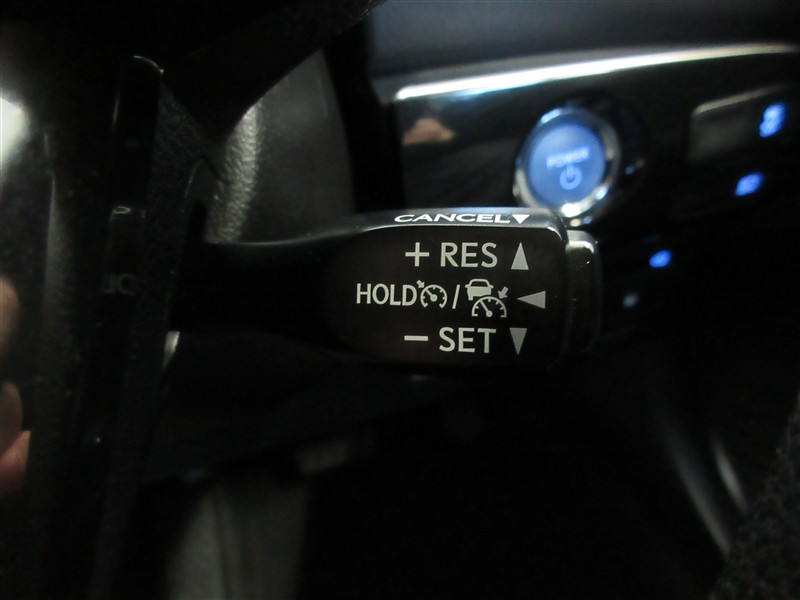 POWER
CANCEL▼
+ RES ▲
HOLD / ◀
− SET ▼